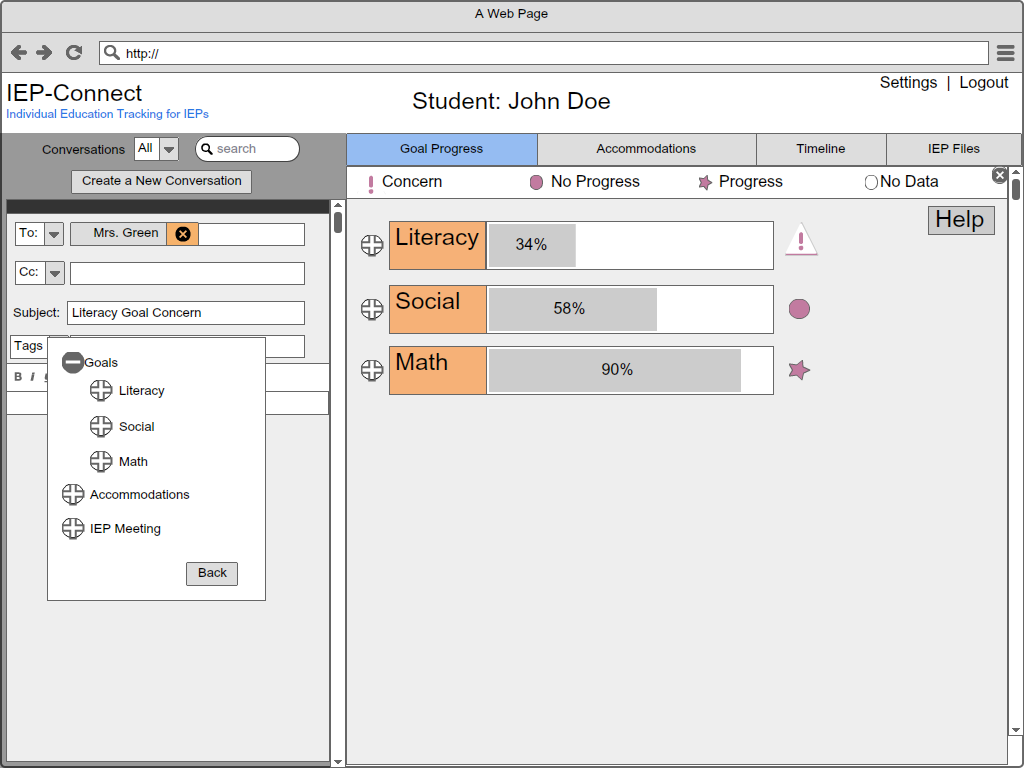 A Web Page
http://
IEP-Connect
Individual Education Tracking for IEPs
Student: John Doe
Settings | Logout
Conversations All search
Create a New Conversation
To: Mrs. Green
Cc:
Subject: Literacy Goal Concern
Tags
B i
Goals
Literacy
Social
Math
Accommodations
IEP Meeting
Back
Goal Progress Accommodations Timeline IEP Files
! Concern No Progress Progress No Data
Help
Literacy 34% !
Social 58%
Math 90%